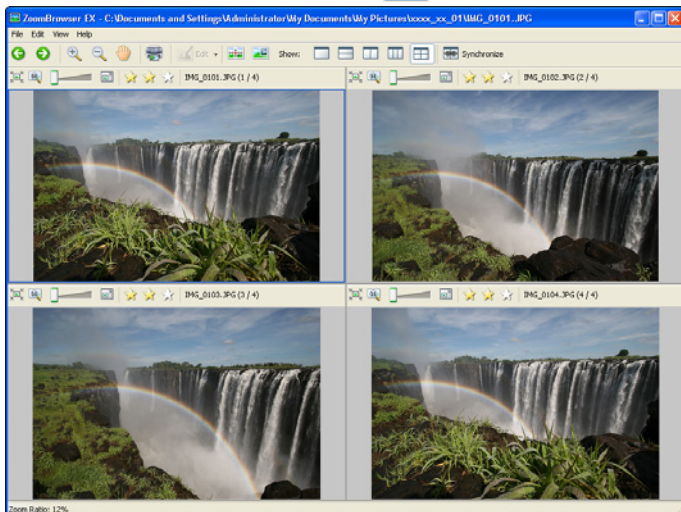 ZoomBrowser EX - C:\Documents and Settings\Administrator\My Documents\My Pictures\xxxx_xx_01\IMG_0101.JPG
File Edit View Help
Edit Show: Synchronize
IMG_0101.JPG (1 / 4)
IMG_0102.JPG (2 / 4)
IMG_0103.JPG (3 / 4)
IMG_0104.JPG (4 / 4)
Zoom Ratio: 12%